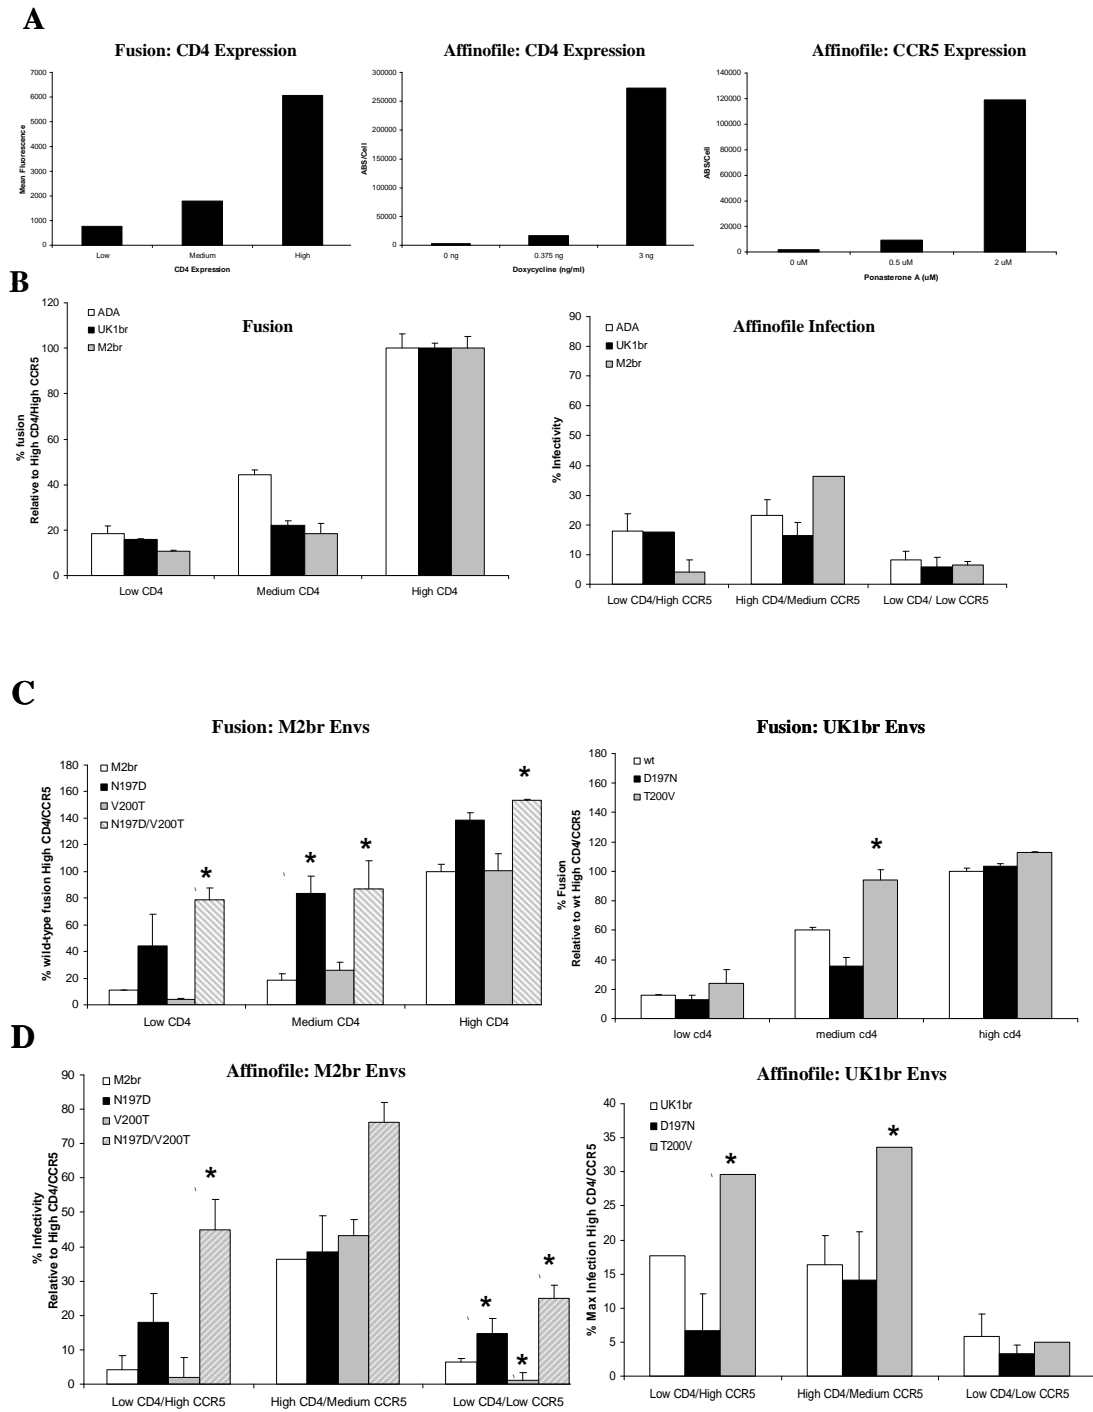 A
Fusion: CD4 Expression
Affinofile: CD4 Expression
Affinofile: CCR5 Expression
Mean Fluorescence
7000
6000
5000
4000
3000
2000
1000
0
Low Medium High
CD4 Expression
ABS/Cell
300000
250000
200000
150000
100000
50000
0
0 ng 0.375 ng 3 ng
Doxycycline (ng/ml)
ABS/Cell
140000
120000
100000
80000
60000
40000
20000
0
0 uM 0.5 uM 2 uM
Ponasterone A (uM)
B
Fusion
ADA
UK1br
M2br
% fusion
Relative to High CD4/High CCR5
120
100
80
60
40
20
0
Low CD4 Medium CD4 High CD4
Affinofile Infection
ADA
UK1br
M2br
% Infectivity
90
80
70
60
50
40
30
20
10
0
Low CD4/High CCR5 High CD4/Medium CCR5 Low CD4/ Low CCR5
C
Fusion: M2br Envs
M2br
N197D
V200T
N197D/V200T
% wild-type fusion High CD4/CCR5
180
160
140
120
100
80
60
40
20
0
* * * *
Low CD4 Medium CD4 High CD4
Fusion: UK1br Envs
wt
D197N
T200V
% Fusion
Relative to wt High CD4/CCR5
180
160
140
120
100
80
60
40
20
0
*
low cd4 medium cd4 high cd4
D
Affinofile: M2br Envs
M2br
N197D
V200T
N197D/V200T
% Infectivity
Relative to High CD4/CCR5
90
80
70
60
50
40
30
20
10
0
* * * *
Low CD4/High CCR5 High CD4/Medium CCR5 Low CD4/Low CCR5
Affinofile: UK1br Envs
UK1br
D197N
T200V
% Max Infection High CD4/CCR5
40
35
30
25
20
15
10
5
0
* *
Low CD4/High CCR5 High CD4/Medium CCR5 Low CD4/Low CCR5